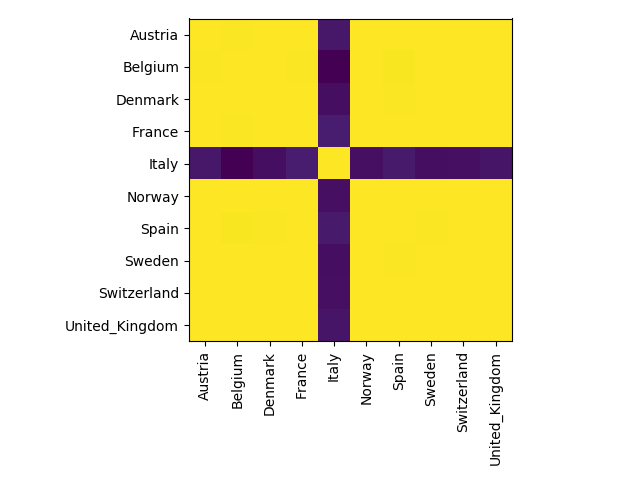 Austria
Belgium
Denmark
France
Italy
Norway
Spain
Sweden
Switzerland
United_Kingdom
Austria
Belgium
Denmark
France
Italy
Norway
Spain
Sweden
Switzerland
United_Kingdom